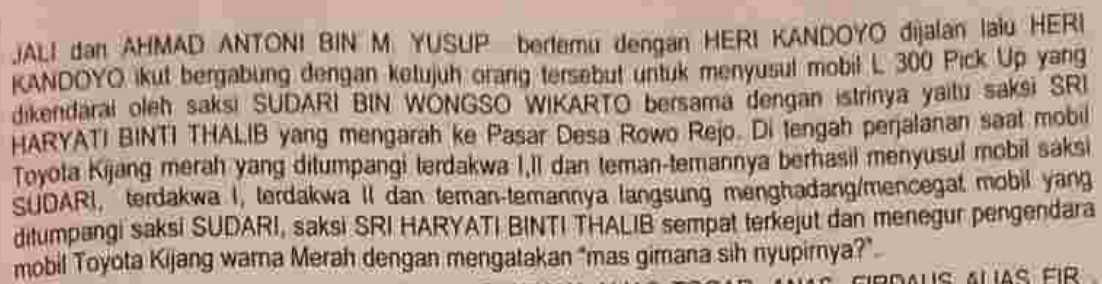 JALI dan AHMAD ANTONI BIN M. YUSUP bertemu dengan HERI KANDOYO dijalan lalu HERI
KANDOYO ikut bergabung dengan ketujuh orang tersebut untuk menyusul mobil L 300 Pick Up yang
dikendarai oleh saksi SUDARI BIN WONGSO WIKARTO bersama dengan istrinya yaitu saksi SRI
HARYATI BINTI THALIB yang mengarah ke Pasar Desa Rowo Rejo. Di tengah perjalanan saat mobil
Toyota Kijang merah yang ditumpangi terdakwa I,II dan teman-temannya berhasil menyusul mobil saksi
SUDARI, terdakwa I, terdakwa II dan teman-temannya langsung menghadang/mencegat mobil yang
ditumpangi saksi SUDARI, saksi SRI HARYATI BINTI THALIB sempat terkejut dan menegur pengendara
mobil Toyota Kijang warna Merah dengan mengatakan "mas gimana sih nyupirnya?".
FIRDAUS ALIAS FIR